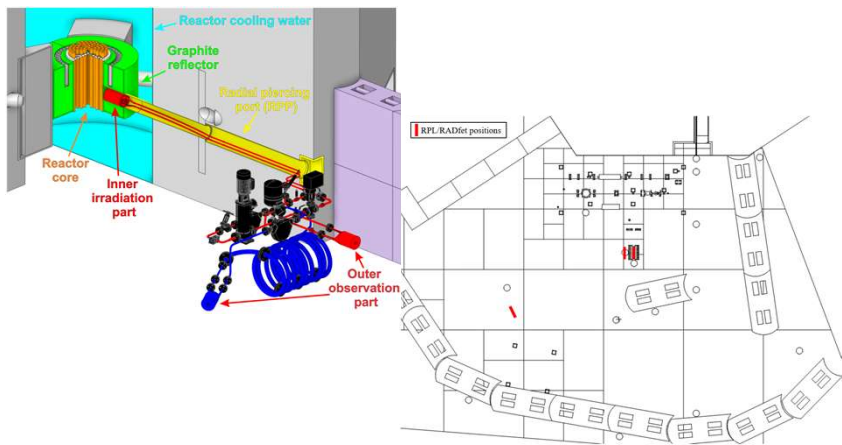 Reactor cooling water
Graphite
reflector
Radial piercing
port (RPP)
Reactor
core
Inner
irradiation
part
Outer
observation
part
RPL/RADfet positions